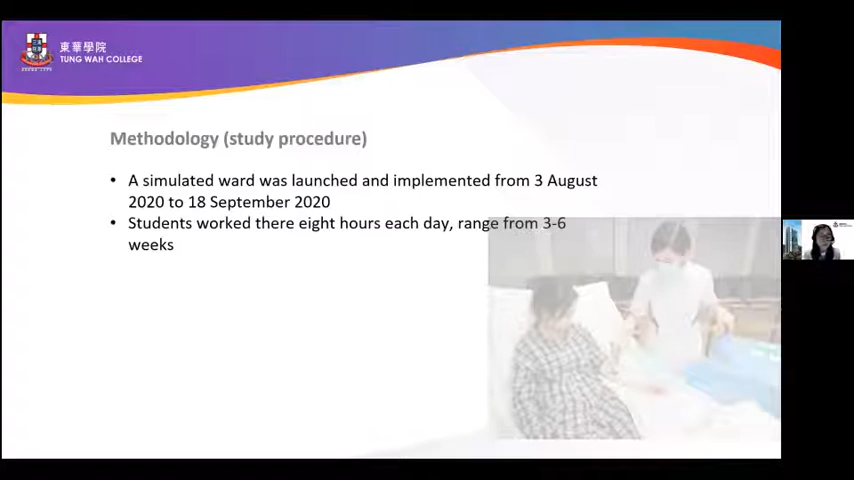 東華學院
TUNG WAH COLLEGE
Methodology (study procedure)
• A simulated ward was launched and implemented from 3 August
2020 to 18 September 2020
• Students worked there eight hours each day, range from 3-6
weeks